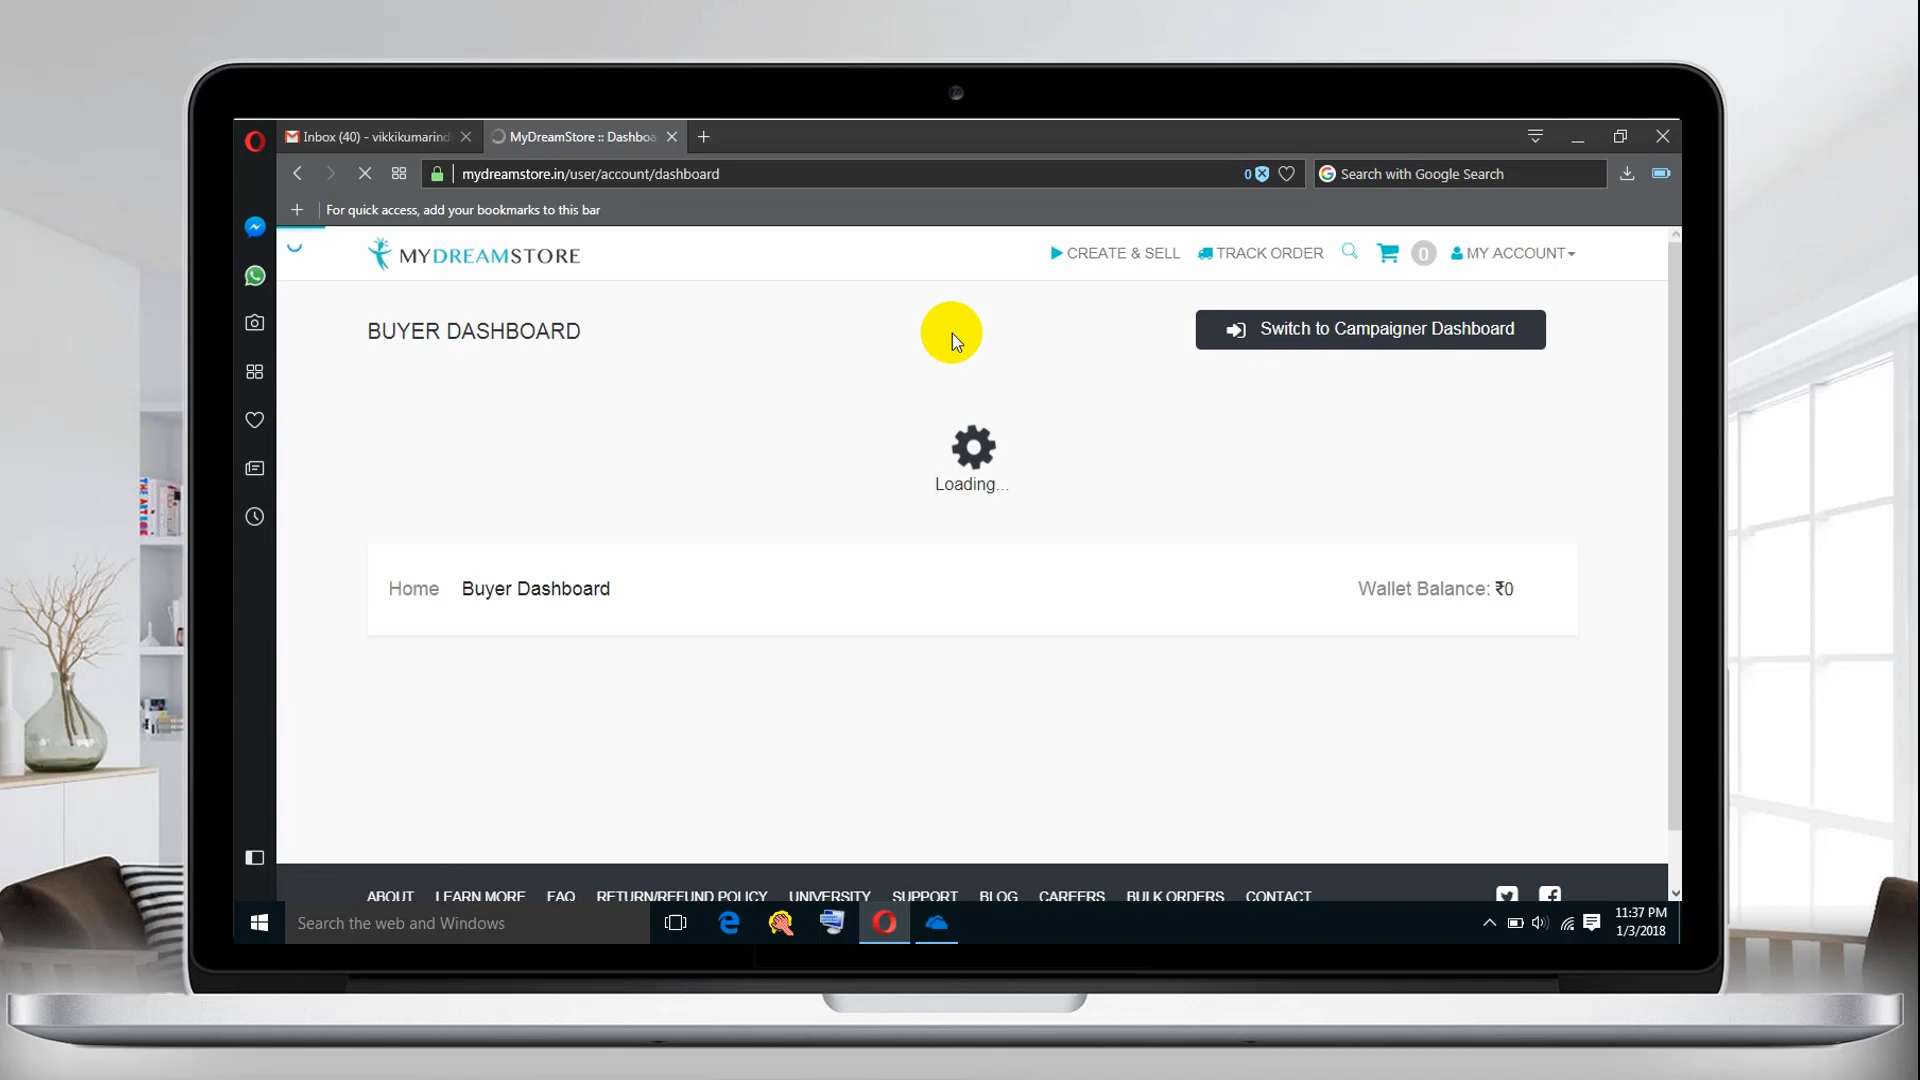 Inbox (40) - vikkikumarind
MyDreamStore :: Dashboa
mydreamstore.in/user/account/dashboard
0
Search with Google Search
For quick access, add your bookmarks to this bar
MYDREAMSTORE
CREATE & SELL
TRACK ORDER
0
MY ACCOUNT
BUYER DASHBOARD
Switch to Campaigner Dashboard
Loading...
Home
Buyer Dashboard
Wallet Balance: ₹0
ABOUT
LEARN MORE
FAQ
RETURN/REFUND POLICY
UNIVERSITY
SUPPORT
BLOG
CAREERS
BULK ORDERS
CONTACT
Search the web and Windows
11:37 PM
1/3/2018
THE ART